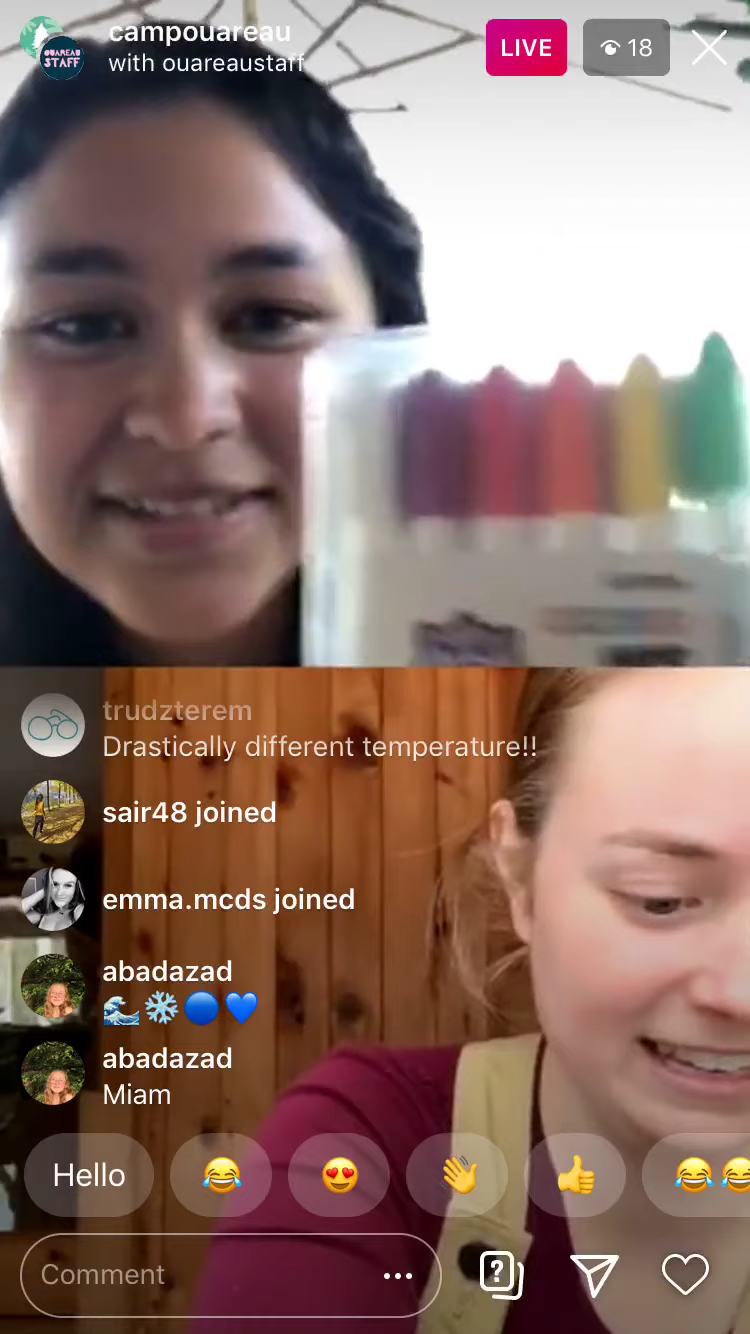 campouareau
with ouareaustaff
OUAREAU
STAFF
LIVE
18
trudzterem
Drastically different temperature!!
sair48 joined
emma.mcds joined
abadazad
🌊❄️🔵💙
abadazad
Miam
Hello
😂
😍
👋
👍
😂😂
Comment